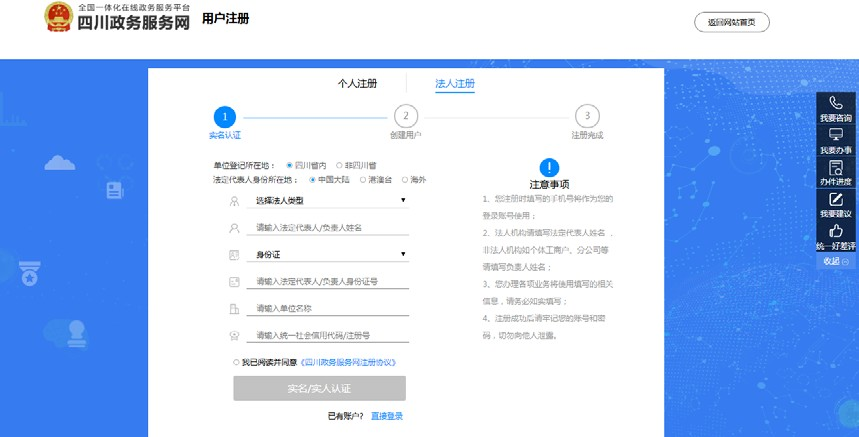 全国一体化在线政务服务平台
四川政务服务网
用户注册
返回网站首页
个人注册
法人注册
1
2
3
实名认证
创建用户
注册完成
单位登记所在地：
四川省内
非四川省
法定代表人身份所在地：
中国大陆
港澳台
海外
选择法人类型
请输入法定代表人/负责人姓名
身份证
请输入法定代表人/负责人身份证号
请输入单位名称
请输入统一社会信用代码/注册号
我已阅读并同意《四川政务服务网注册协议》
实名/实人认证
已有账户？ 直接登录
注意事项
1、您注册时填写的手机号将作为您的
登录账号使用；
2、法人机构请填写法定代表人姓名，
非法人机构如个体工商户、分公司等
请填写负责人姓名；
3、您办理各项业务将使用填写的相关
信息，请务必如实填写；
4、注册成功后请牢记您的账号和密
码，切勿向他人泄露。
我要咨询
我要办事
办件进度
我要建议
统一好差评
收起